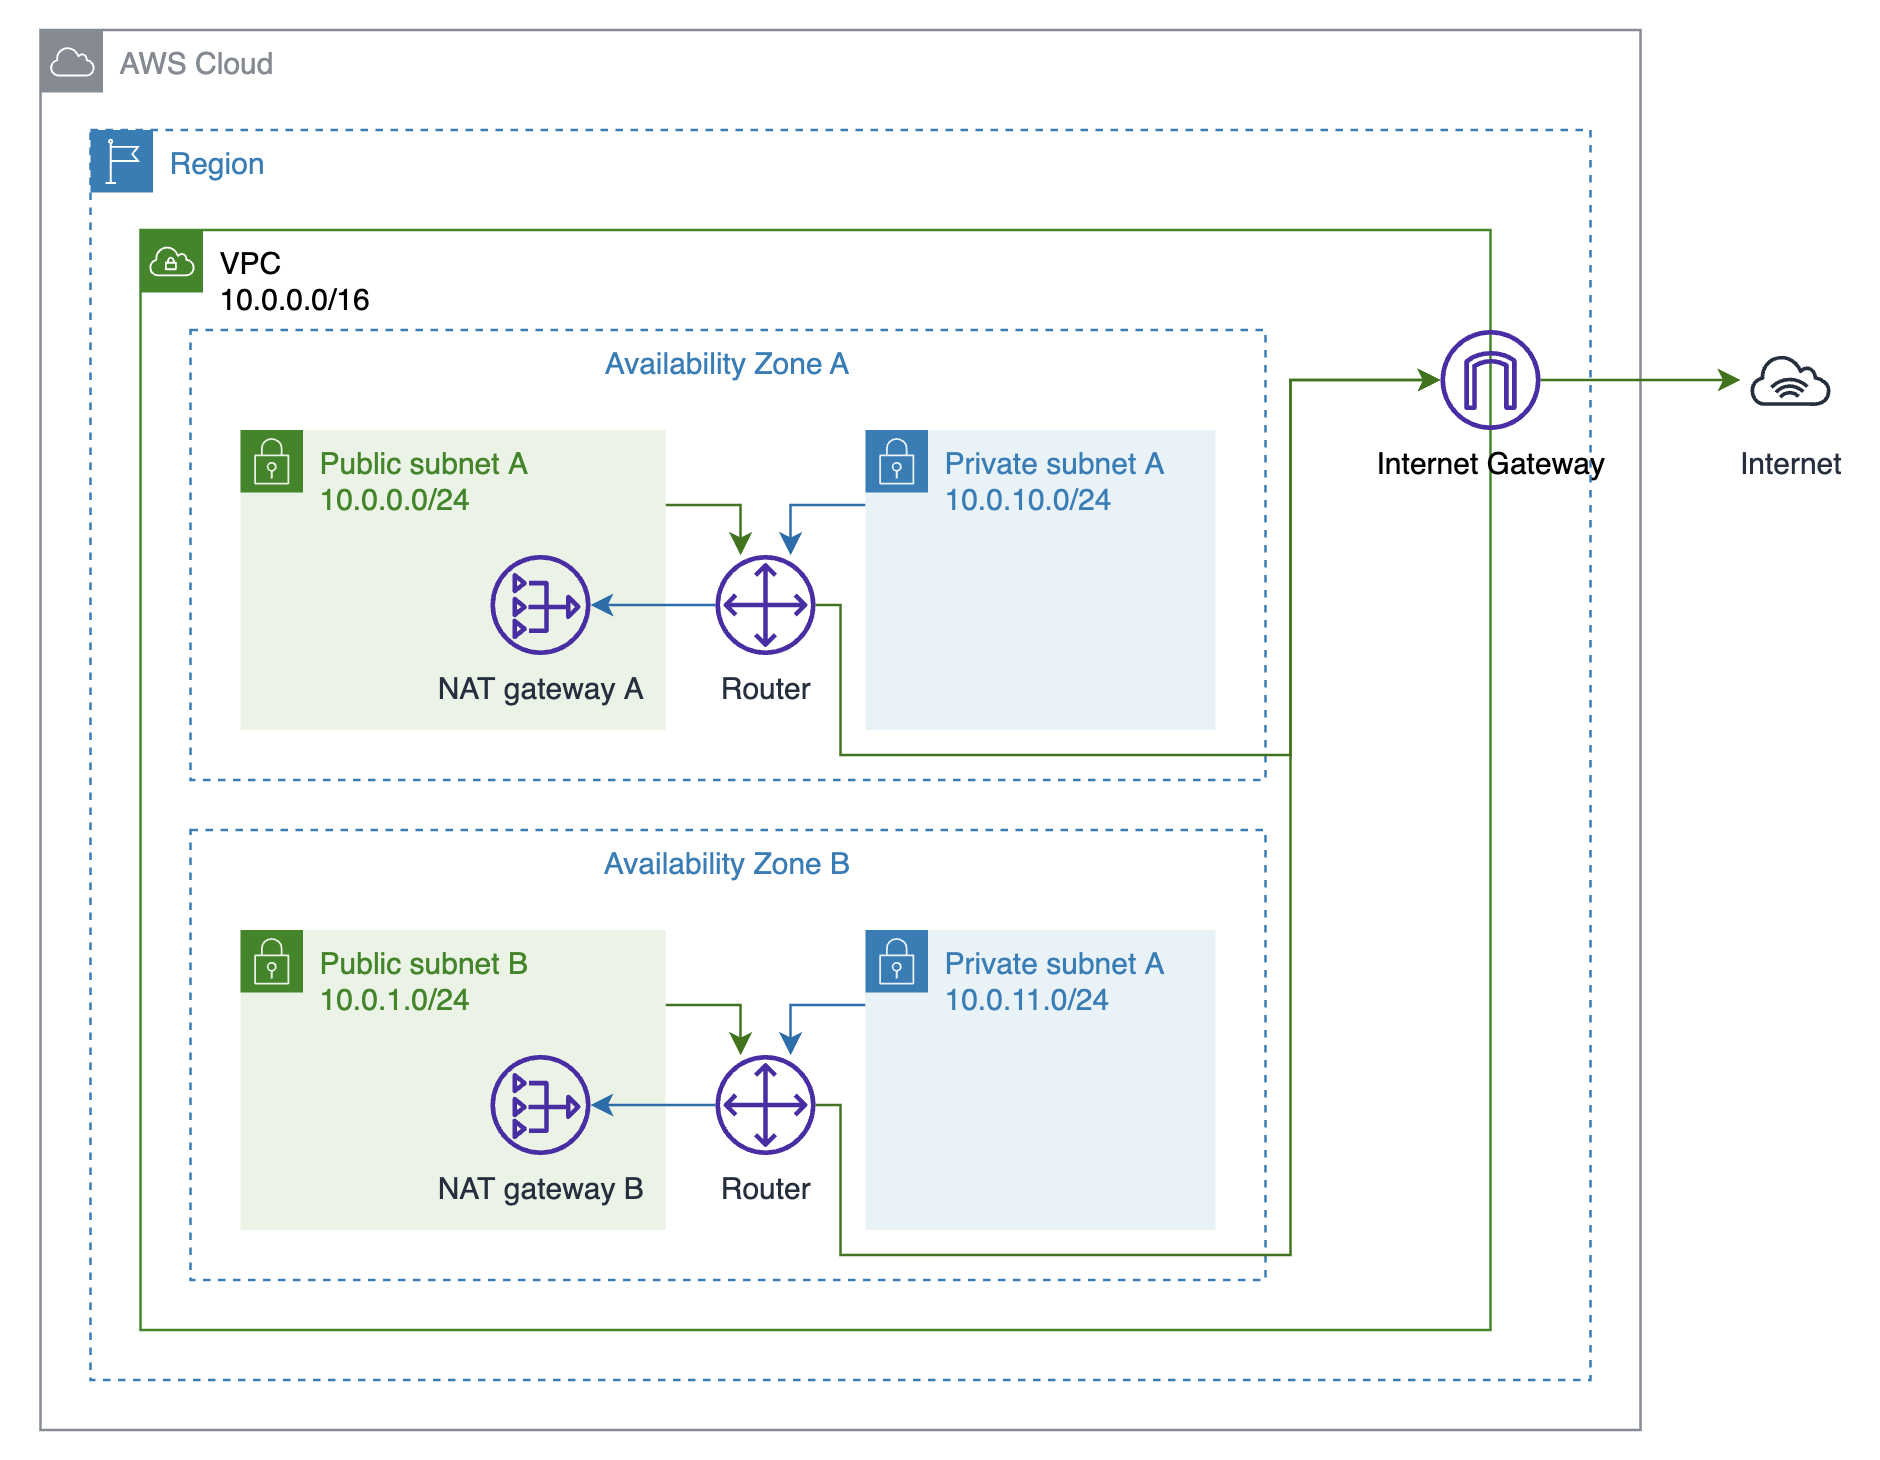 AWS Cloud
Region
VPC
10.0.0.0/16
Availability Zone A
Public subnet A
10.0.0.0/24
Private subnet A
10.0.10.0/24
NAT gateway A
Router
Internet Gateway
Internet
Availability Zone B
Public subnet B
10.0.1.0/24
Private subnet A
10.0.11.0/24
NAT gateway B
Router